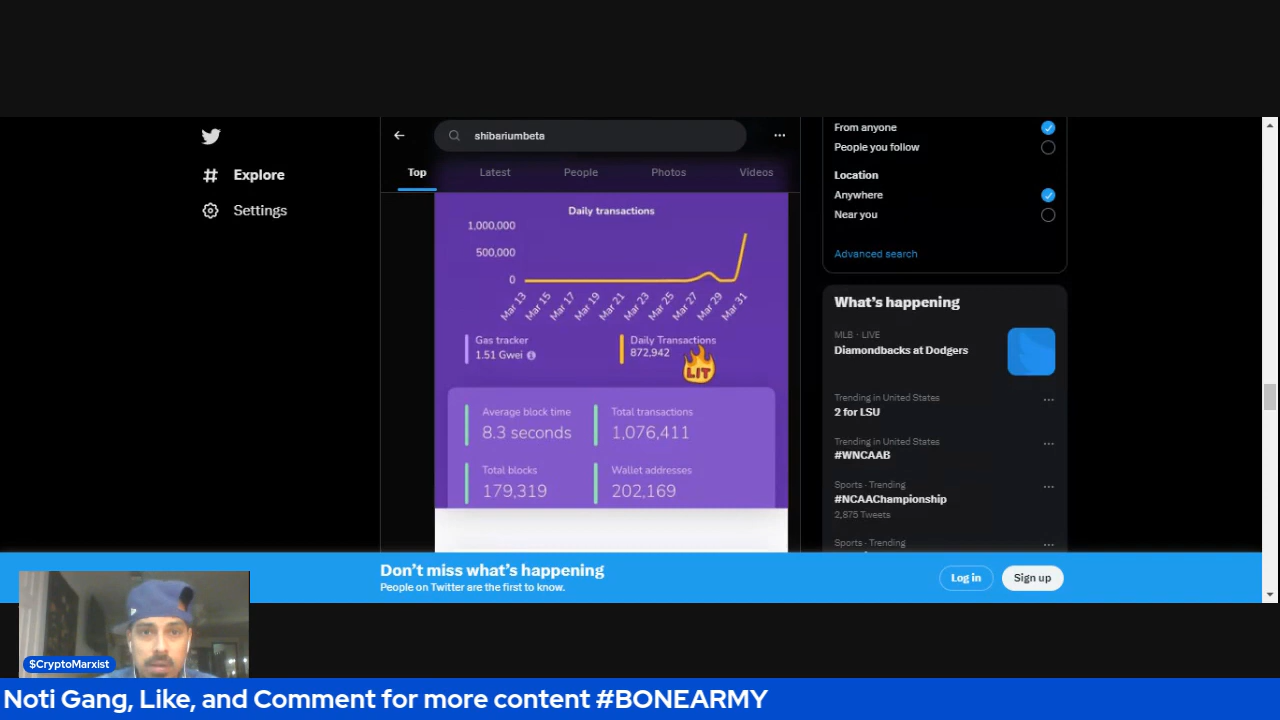 shibariumbeta
Explore
Settings
Top
Latest
People
Photos
Videos
Daily transactions
1,000,000
500,000
0
Mar 13
Mar 15
Mar 17
Mar 19
Mar 21
Mar 23
Mar 25
Mar 27
Mar 29
Mar 31
Gas tracker
1.51 Gwei
Daily Transactions
872,942
LIT
Average block time
8.3 seconds
Total transactions
1,076,411
Total blocks
179,319
Wallet addresses
202,169
From anyone
People you follow
Location
Anywhere
Near you
Advanced search
What's happening
MLB · LIVE
Diamondbacks at Dodgers
Trending in United States
2 for LSU
Trending in United States
#WNCAAB
Sports · Trending
#NCAAChampionship
2,875 Tweets
Sports · Trending
Don't miss what's happening
People on Twitter are the first to know.
Log in
Sign up
$CryptoMarxist
Noti Gang, Like, and Comment for more content #BONEARMY